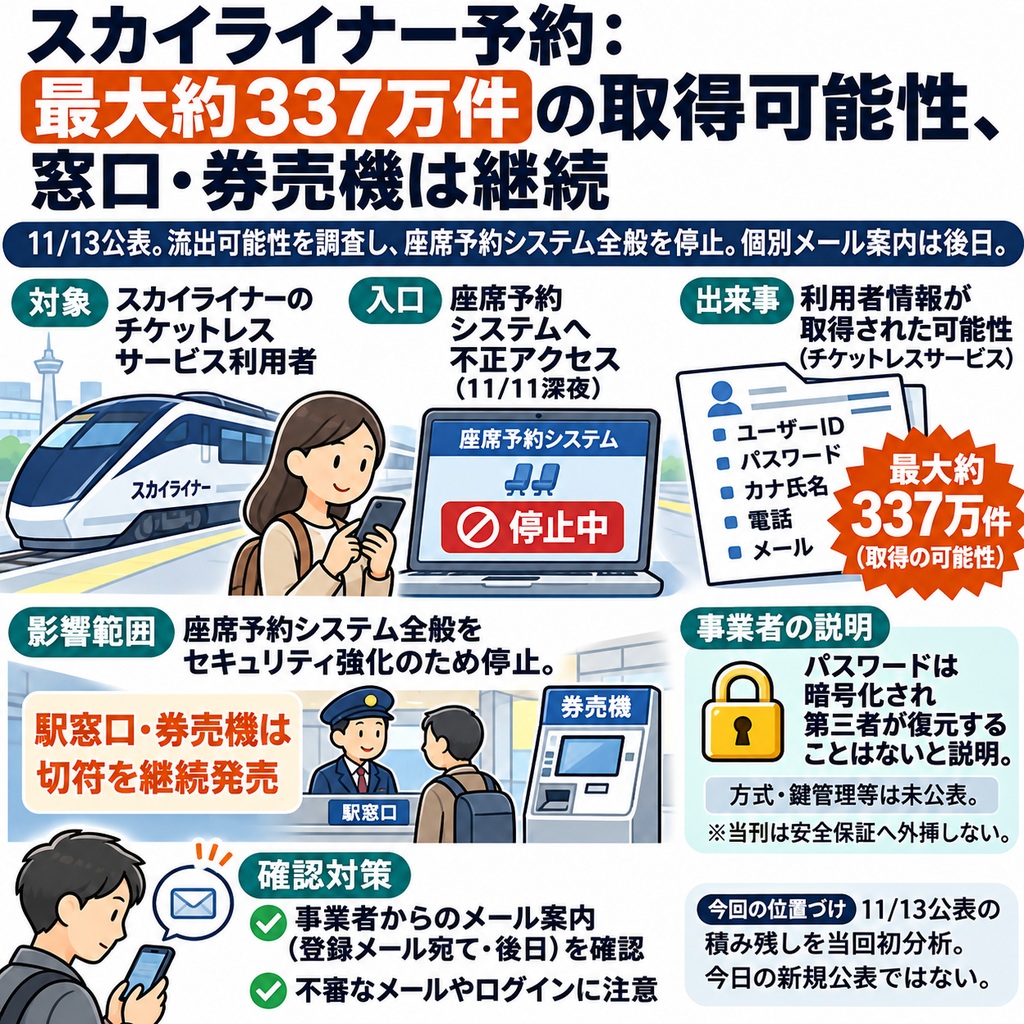 スカイライナー予約：
最大約337万件の取得可能性、
窓口・券売機は継続
11/13公表。流出可能性を調査し、座席予約システム全般を停止。個別メール案内は後日。
対象
スカイライナーの
チケットレス
サービス利用者
入口
座席予約
システムへ
不正アクセス
（11/11深夜）
出来事
利用者情報が
取得された可能性
（チケットレスサービス）
スカイライナー
座席予約システム
停止中
ユーザーID
パスワード
カナ氏名
電話
メール
最大約
337万件
（取得の可能性）
影響範囲
座席予約システム全般を
セキュリティ強化のため停止。
駅窓口・券売機は
切符を継続発売
駅窓口
券売機
事業者の説明
パスワードは
暗号化され
第三者が復元する
ことはないと説明。
方式・鍵管理等は未公表。
※当刊は安全保証へ外挿しない。
確認対策
事業者からのメール案内
（登録メール宛て・後日）を確認
不審なメールやログインに注意
今回の位置づけ 11/13公表の
積み残しを当回初分析。
今日の新規公表ではない。